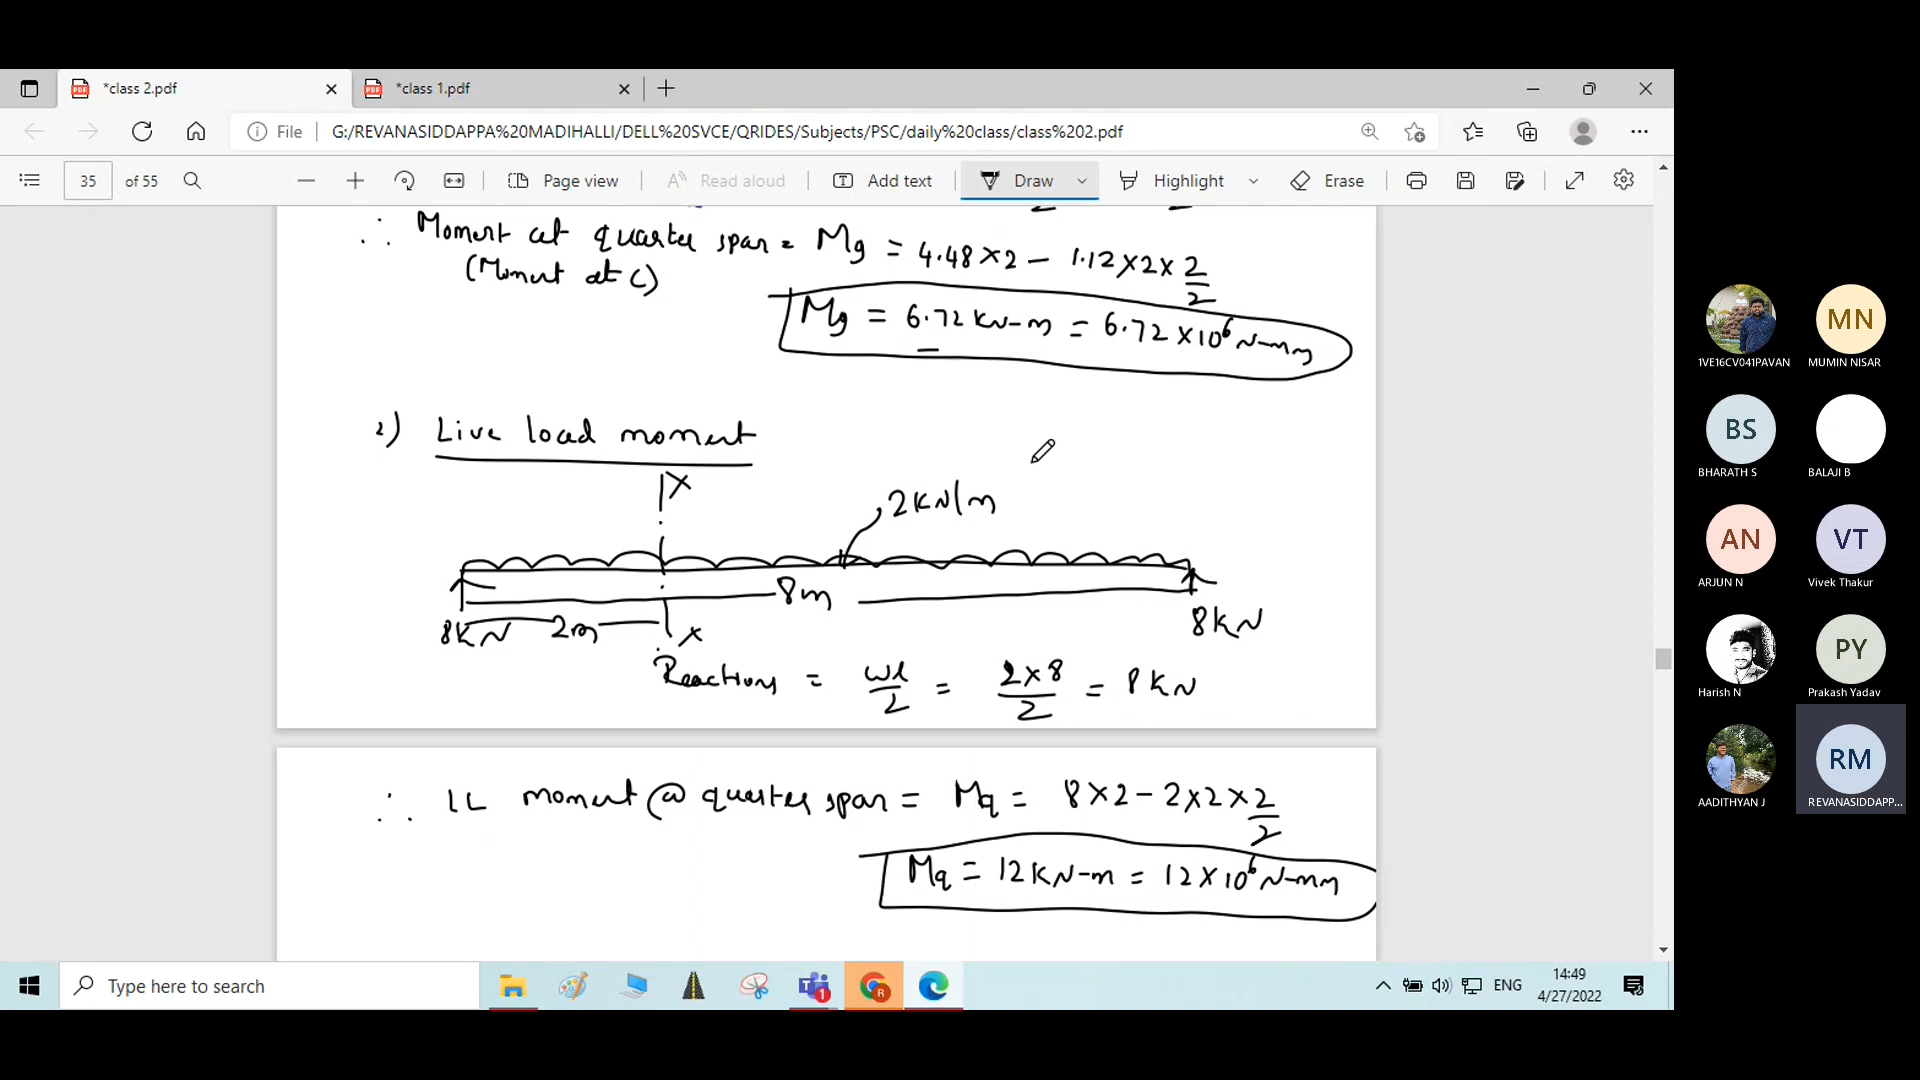 *class 2.pdf
*class 1.pdf
File | G:/REVANASIDDAPPA%20MADIHALLI/DELL%20SVCE/QRIDES/Subjects/PSC/daily%20class/class%202.pdf
35 of 55
Page view
Read aloud
Add text
Draw
Highlight
Erase
∴ Moment at quarter span = Mg = 4.48×2 − 1.12×2×2/2
(Moment at C)
Mg = 6.72 KN-m = 6.72 ×10⁶ N-mm
2) Live load moment
X
2KN/m
8m
8KN 2m X 8KN
Reactions = wl/2 = 2×8/2 = 8KN
∴ LL moment @ quarter span = Mq = 8×2 − 2×2×2/2
Mq = 12KN-m = 12×10⁶ N-mm
1VE16CV041PAVAN
MN
MUMIN NISAR
BS
BHARATH S
BALAJI B
AN
ARJUN N
VT
Vivek Thakur
Harish N
PY
Prakash Yadav
AADITHYAN J
RM
REVANASIDDAPP...
Type here to search
1
R
ENG
14:49
4/27/2022